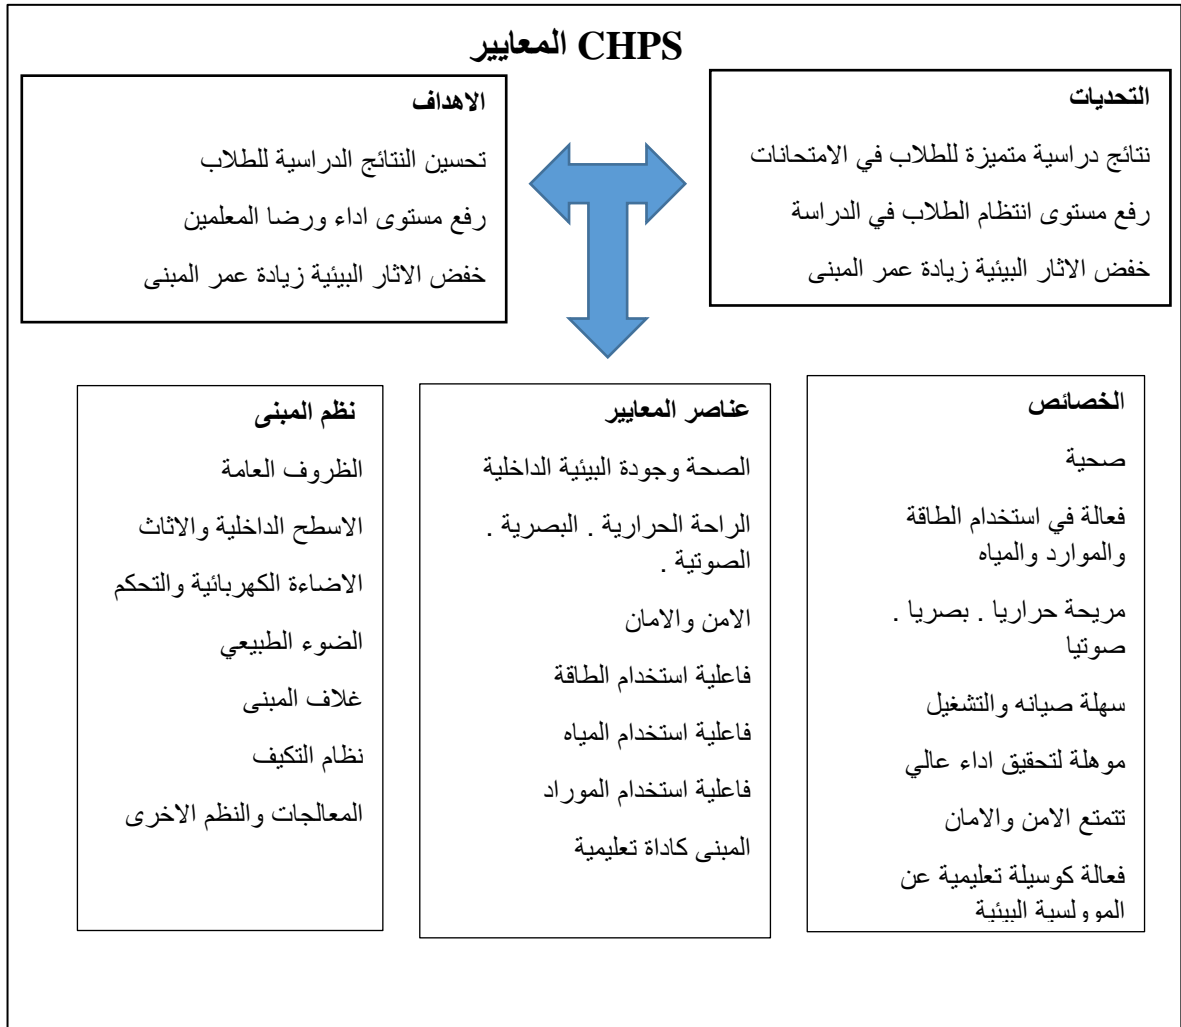 المعايير CHPS
التحديات
نتائج دراسية متميزة للطلاب في الامتحانات
رفع مستوى انتظام الطلاب في الدراسة
خفض الاثار البيئية زيادة عمر المبنى
الاهداف
تحسين النتائج الدراسية للطلاب
رفع مستوى اداء ورضا المعلمين
خفض الاثار البيئية زيادة عمر المبنى
الخصائص
صحية
فعالة في استخدام الطاقة
والموارد والمياه
مريحة حراريا . بصريا .
صوتيا
سهلة صيانه والتشغيل
موهلة لتحقيق اداء عالي
تتمتع الامن والامان
فعالة كوسيلة تعليمية عن
الموولسية البيئية
عناصر المعايير
الصحة وجودة البيئية الداخلية
الراحة الحرارية . البصرية .
الصوتية .
الامن والامان
فاعلية استخدام الطاقة
فاعلية استخدام المياه
فاعلية استخدام الموراد
المبنى كاداة تعليمية
نظم المبنى
الظروف العامة
الاسطح الداخلية والاثاث
الاضاءة الكهربائية والتحكم
الضوء الطبيعي
غلاف المبنى
نظام التكيف
المعالجات والنظم الاخرى